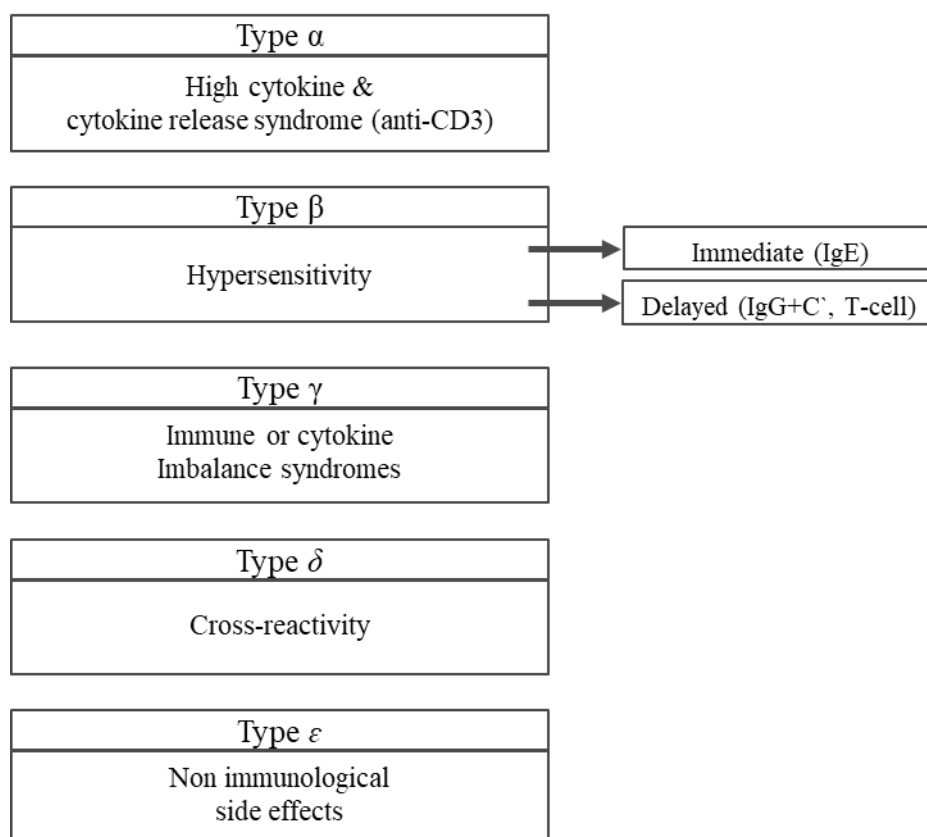 Type α
High cytokine &
cytokine release syndrome (anti-CD3)
Type β
Hypersensitivity
Immediate (IgE)
Delayed (IgG+C`, T-cell)
Type γ
Immune or cytokine
Imbalance syndromes
Type δ
Cross-reactivity
Type ε
Non immunological
side effects